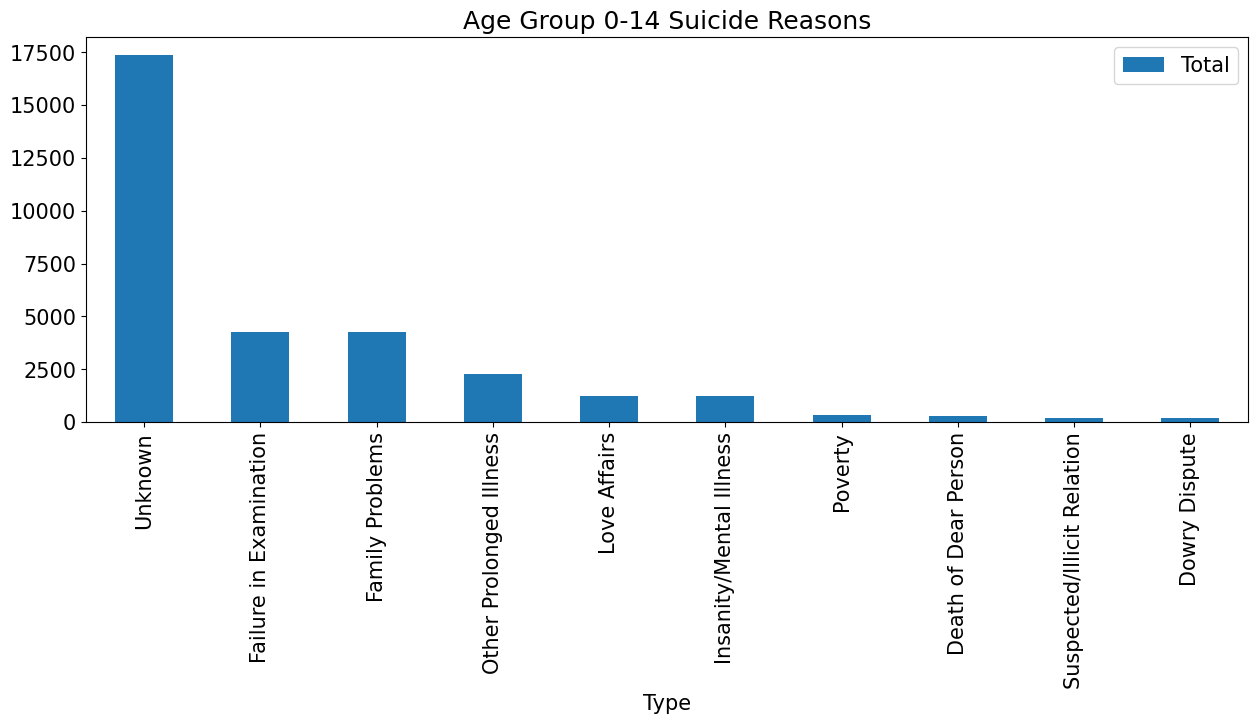 Age Group 0-14 Suicide Reasons
Total
17500
15000
12500
10000
7500
5000
2500
0
Unknown
Failure in Examination
Family Problems
Other Prolonged Illness
Love Affairs
Insanity/Mental Illness
Poverty
Death of Dear Person
Suspected/Illicit Relation
Dowry Dispute
Type